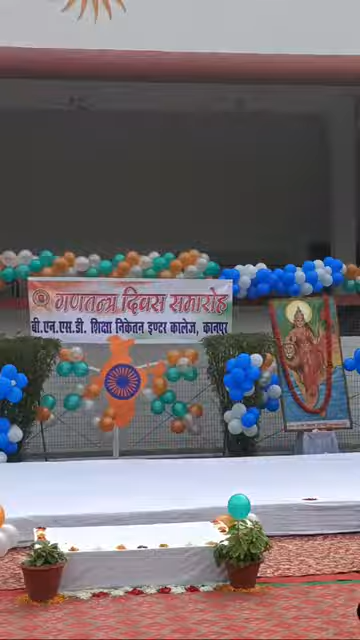 गणतन्त्र दिवस समारोह
बी.एन.एस.डी. शिक्षा निकेतन इण्टर कालेज, कानपुर